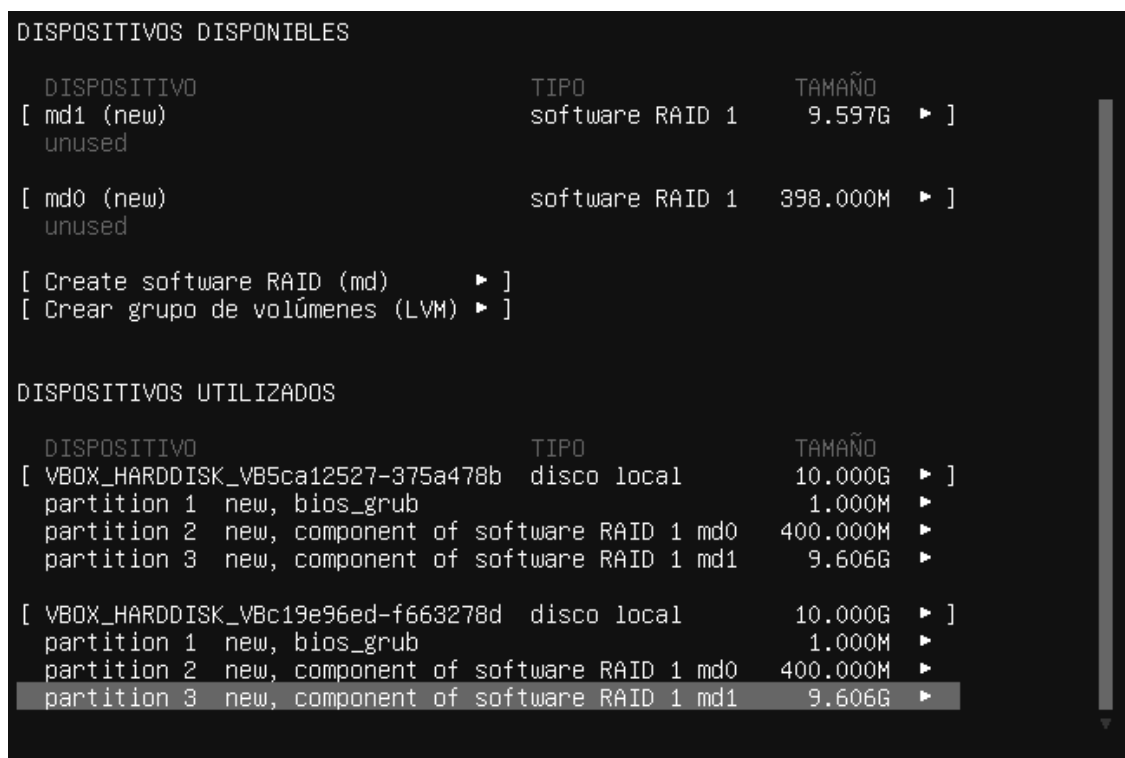 DISPOSITIVOS DISPONIBLES
DISPOSITIVO TIPO TAMAÑO
[ md1 (new) software RAID 1 9.597G ▸ ]
unused
[ md0 (new) software RAID 1 398.000M ▸ ]
unused
[ Create software RAID (md) ▸ ]
[ Crear grupo de volúmenes (LVM) ▸ ]
DISPOSITIVOS UTILIZADOS
DISPOSITIVO TIPO TAMAÑO
[ VBOX_HARDDISK_VB5ca12527-375a478b disco local 10.000G ▸ ]
partition 1 new, bios_grub 1.000M ▸
partition 2 new, component of software RAID 1 md0 400.000M ▸
partition 3 new, component of software RAID 1 md1 9.606G ▸
[ VBOX_HARDDISK_VBc19e96ed-f663278d disco local 10.000G ▸ ]
partition 1 new, bios_grub 1.000M ▸
partition 2 new, component of software RAID 1 md0 400.000M ▸
partition 3 new, component of software RAID 1 md1 9.606G ▸